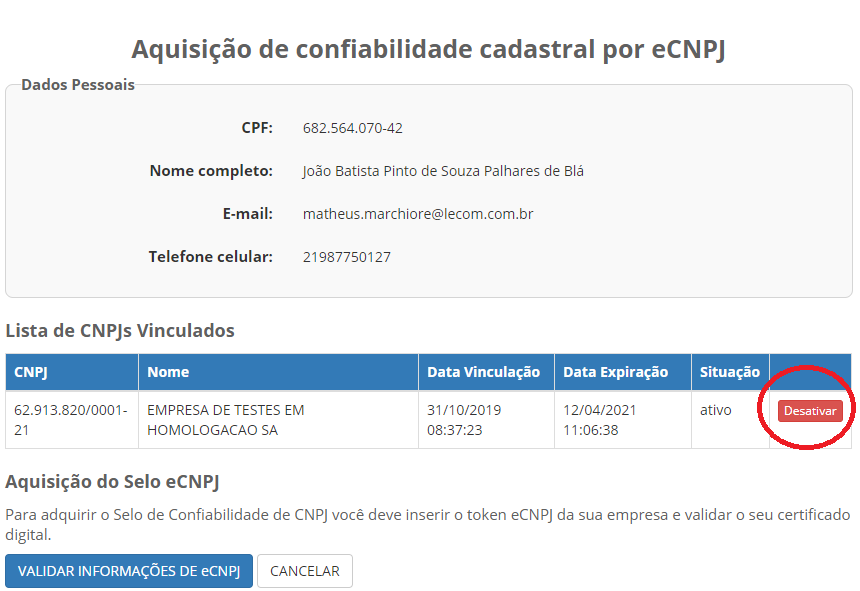 Aquisição de confiabilidade cadastral por eCNPJ
Dados Pessoais
CPF: 682.564.070-42
Nome completo: João Batista Pinto de Souza Palhares de Blá
E-mail: matheus.marchiore@lecom.com.br
Telefone celular: 21987750127
Lista de CNPJs Vinculados
CNPJ Nome Data Vinculação Data Expiração Situação
62.913.820/0001- EMPRESA DE TESTES EM 31/10/2019 12/04/2021 ativo Desativar
21 HOMOLOGACAO SA 08:37:23 11:06:38
Aquisição do Selo eCNPJ
Para adquirir o Selo de Confiabilidade de CNPJ você deve inserir o token eCNPJ da sua empresa e validar o seu certificado
digital.
VALIDAR INFORMAÇÕES DE eCNPJ CANCELAR